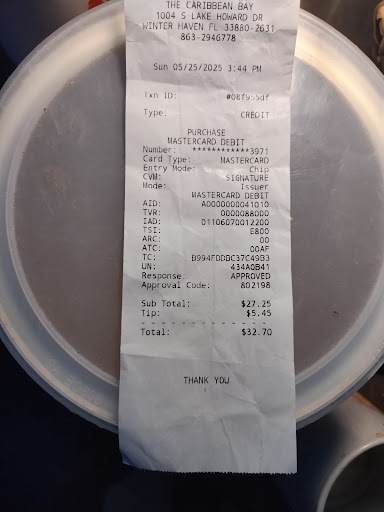 THE CARIBBEAN BAY
1004 S LAKE HOWARD DR
WINTER HAVEN FL 33880-2631
863-2946778
Sun 05/25/2025 3:44 PM
Txn ID: #08f955df
Type: CREDIT
PURCHASE
MASTERCARD DEBIT
Number: ************3971
Card Type: MASTERCARD
Entry Mode: Chip
CVM: SIGNATURE
Mode: Issuer
MASTERCARD DEBIT
AID: A0000000041010
TVR: 0000088000
IAD: 01106070012200
TSI: E800
ARC: 00
ATC: 00AF
TC: B994FDDBC37C49B3
UN: 434A0B41
Response: APPROVED
Approval Code: 802198
Sub Total: $27.25
Tip: $5.45
Total: $32.70
THANK YOU